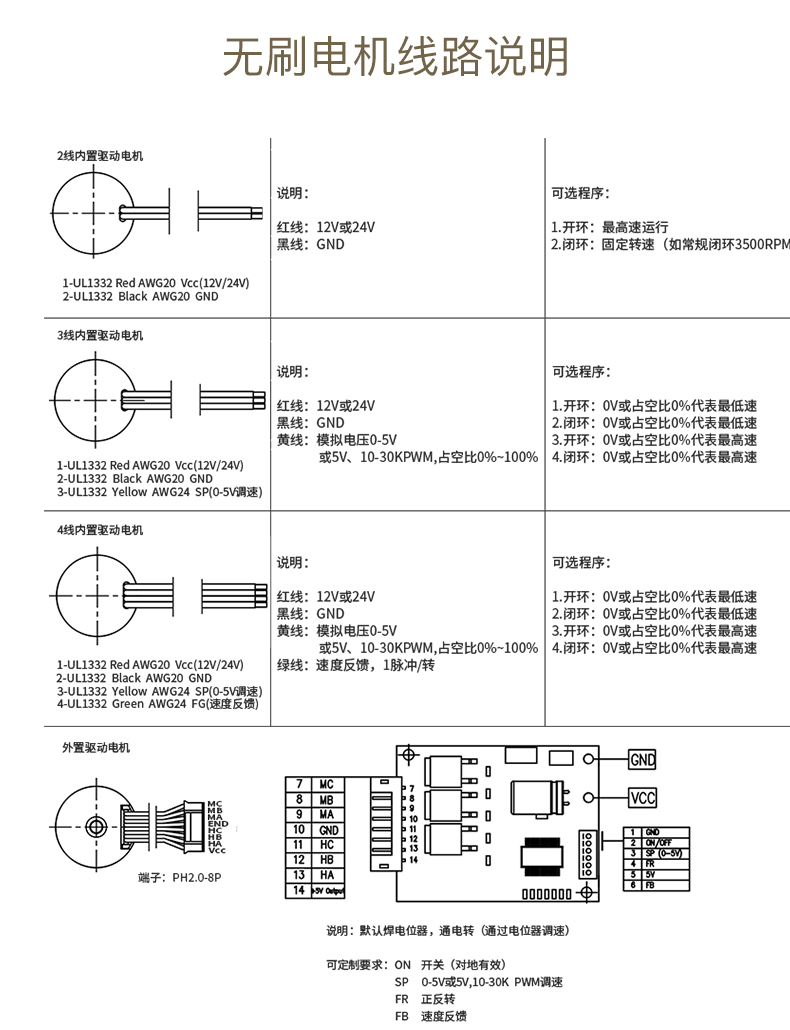 无刷电机线路说明
2线内置驱动电机
1-UL1332 Red AWG20 Vcc(12V/24V)
2-UL1332 Black AWG20 GND
说明：
红线：12V或24V
黑线：GND
可选程序：
1.开环：最高速运行
2.闭环：固定转速（如常规闭环3500RPM
3线内置驱动电机
1-UL1332 Red AWG20 Vcc(12V/24V)
2-UL1332 Black AWG20 GND
3-UL1332 Yellow AWG24 SP(0-5V调速)
说明：
红线：12V或24V
黑线：GND
黄线：模拟电压0-5V
或5V、10-30KPWM,占空比0%~100%
可选程序：
1.开环：0V或占空比0%代表最低速
2.闭环：0V或占空比0%代表最低速
3.开环：0V或占空比0%代表最高速
4.闭环：0V或占空比0%代表最高速
4线内置驱动电机
1-UL1332 Red AWG20 Vcc(12V/24V)
2-UL1332 Black AWG20 GND
3-UL1332 Yellow AWG24 SP(0-5V调速)
4-UL1332 Green AWG24 FG(速度反馈)
说明：
红线：12V或24V
黑线：GND
黄线：模拟电压0-5V
或5V、10-30KPWM,占空比0%~100%
绿线：速度反馈，1脉冲/转
可选程序：
1.开环：0V或占空比0%代表最低速
2.闭环：0V或占空比0%代表最低速
3.开环：0V或占空比0%代表最高速
4.闭环：0V或占空比0%代表最高速
外置驱动电机
MC
MB
MA
END
HC
HB
HA
Vcc
端子：PH2.0-8P
7 MC
8 MB
9 MA
10 GND
11 HC
12 HB
13 HA
14 +5V Output
7
8
9
10
11
12
13
14
GND
VCC
1 GND
2 ON/OFF
3 SP (0-5V)
4 FR
5 5V
6 FB
说明：默认焊电位器，通电转（通过电位器调速）
可定制要求：ON 开关（对地有效）
SP 0-5V或5V,10-30K PWM调速
FR 正反转
FB 速度反馈